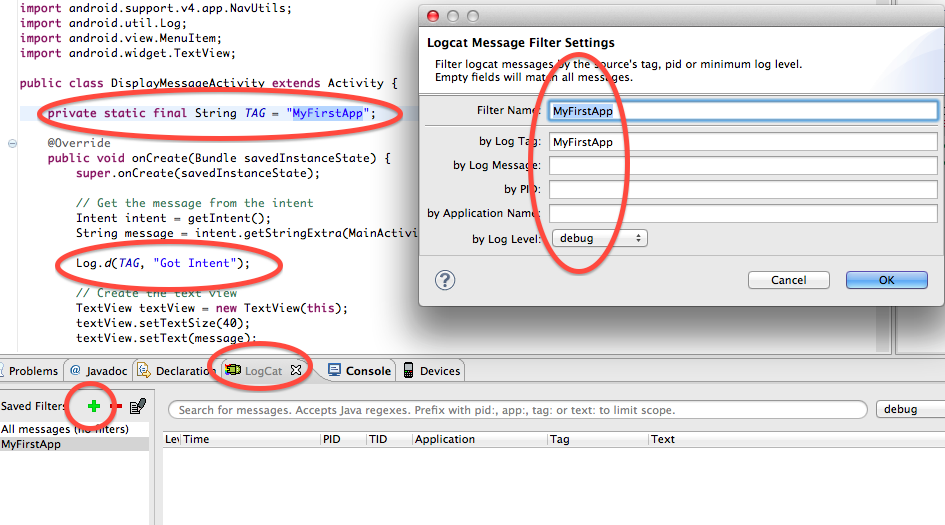 import android.support.v4.app.NavUtils;
import android.util.Log;
import android.view.MenuItem;
import android.widget.TextView;
public class DisplayMessageActivity extends Activity {
private static final String TAG = "MyFirstApp";
@Override
public void onCreate(Bundle savedInstanceState) {
super.onCreate(savedInstanceState);
// Get the message from the intent
Intent intent = getIntent();
String message = intent.getStringExtra(MainActivi
Log.d(TAG, "Got Intent");
// Create the text view
TextView textView = new TextView(this);
textView.setTextSize(40);
textView.setText(message);
Logcat Message Filter Settings
Filter logcat messages by the source's tag, pid or minimum log level.
Empty fields will match all messages.
Filter Name: MyFirstApp
by Log Tag: MyFirstApp
by Log Message:
by PID:
by Application Name:
by Log Level: debug
? Cancel OK
Problems @ Javadoc Declaration LogCat Console Devices
Saved Filters Search for messages. Accepts Java regexes. Prefix with pid:, app:, tag: or text: to limit scope. debug
All messages (no filters) Lev Time PID TID Application Tag Text
MyFirstApp